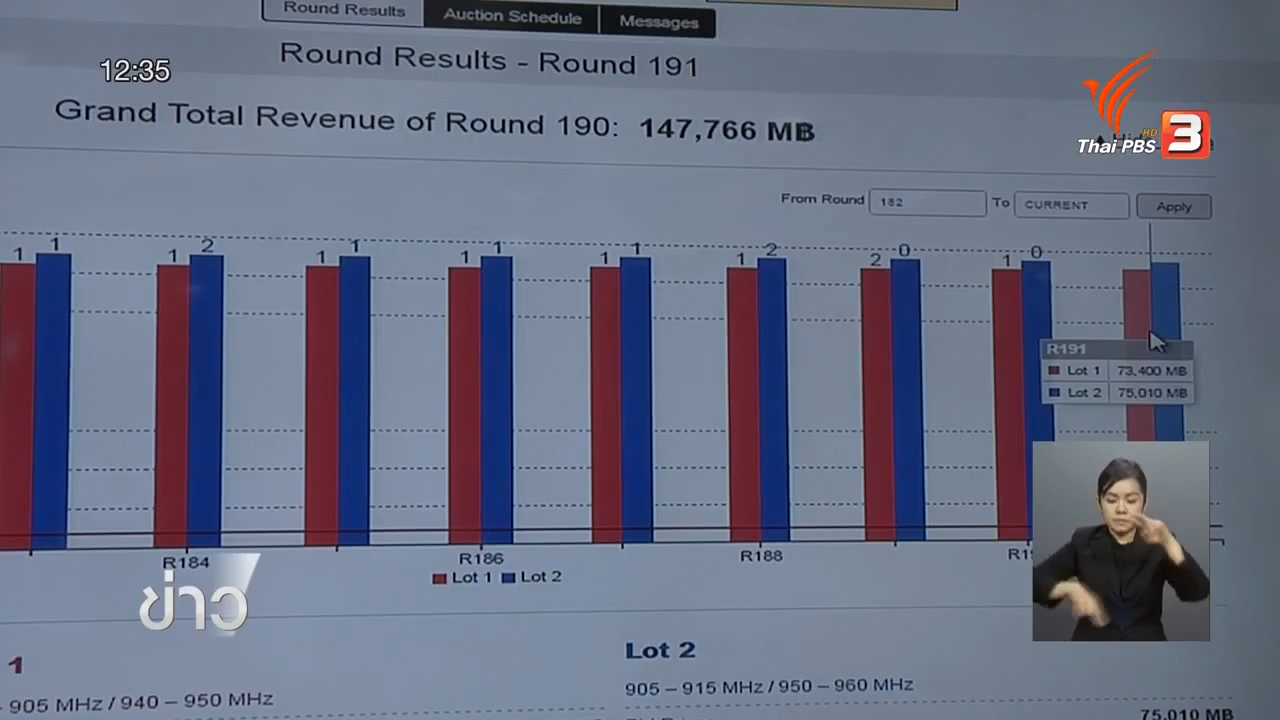 Round Results Auction Schedule Messages
Round Results - Round 191
12:35
Grand Total Revenue of Round 190: 147,766 MB
Thai PBS HD 3
From Round 182 To CURRENT Apply
1 1 1 2 1 1 1 1 1 1 1 2 2 0 1 0
R191
Lot 1 73,400 MB
Lot 2 75,010 MB
R184 R186 R188
Lot 1 Lot 2
ข่าว
1 Lot 2
905 MHz / 940 – 950 MHz 905 – 915 MHz / 950 – 960 MHz
75,010 MB